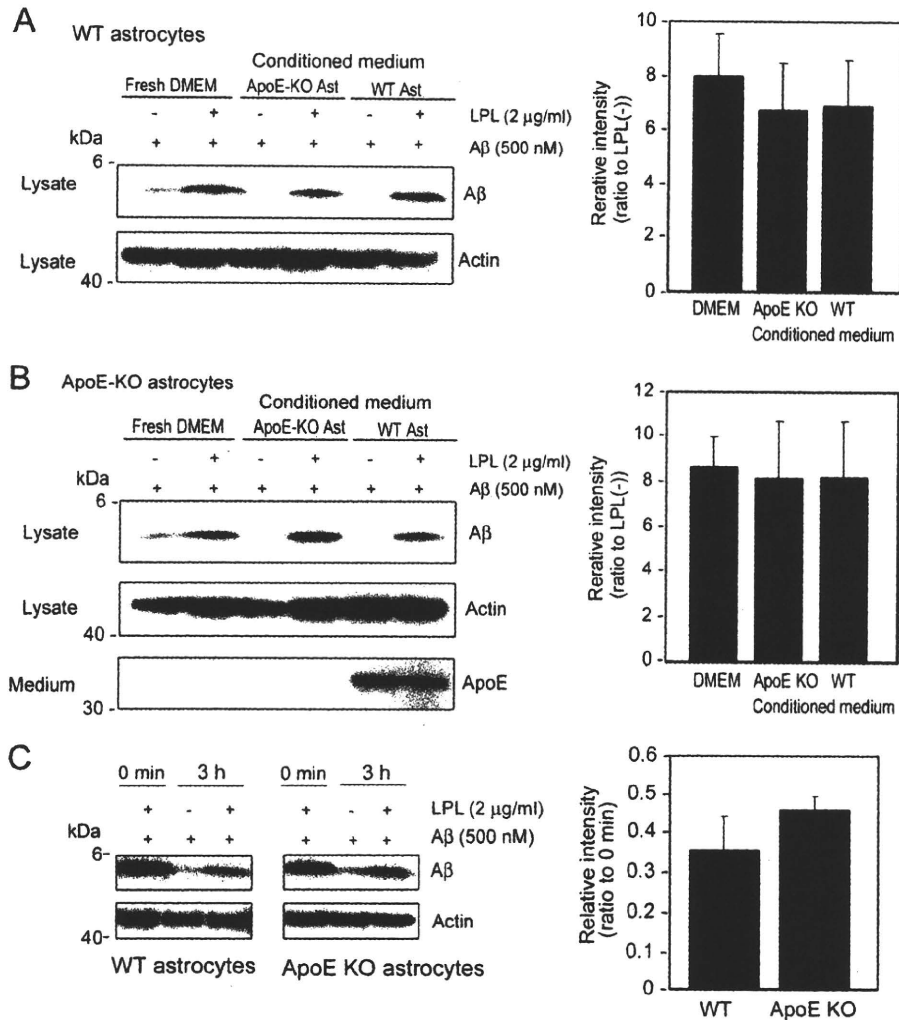 A
WT astrocytes
Conditioned medium
Fresh DMEM ApoE-KO Ast WT Ast
- + - + - + LPL (2 μg/ml)
+ + + + + + Aβ (500 nM)
kDa
6 -
Lysate Aβ
Lysate Actin
40 -
10
8
6
4
2
0
Rerative intensity
(ratio to LPL(-))
DMEM ApoE KO WT
Conditioned medium
B
ApoE-KO astrocytes
Conditioned medium
Fresh DMEM ApoE-KO Ast WT Ast
- + - + - + LPL (2 μg/ml)
+ + + + + + Aβ (500 nM)
kDa
6 -
Lysate Aβ
Lysate Actin
40 -
Medium ApoE
30 -
12
10
8
6
4
2
0
Rerative intensity
(ratio to LPL(-))
DMEM ApoE KO WT
Conditioned medium
C
0 min 3 h 0 min 3 h
+ - + + - + LPL (2 μg/ml)
+ + + + + + Aβ (500 nM)
kDa
6-
Aβ
Actin
40-
WT astrocytes ApoE KO astrocytes
0.6
0.5
0.4
0.3
0.2
0.1
0
Relative intensity
(ratio to 0 min)
WT ApoE KO